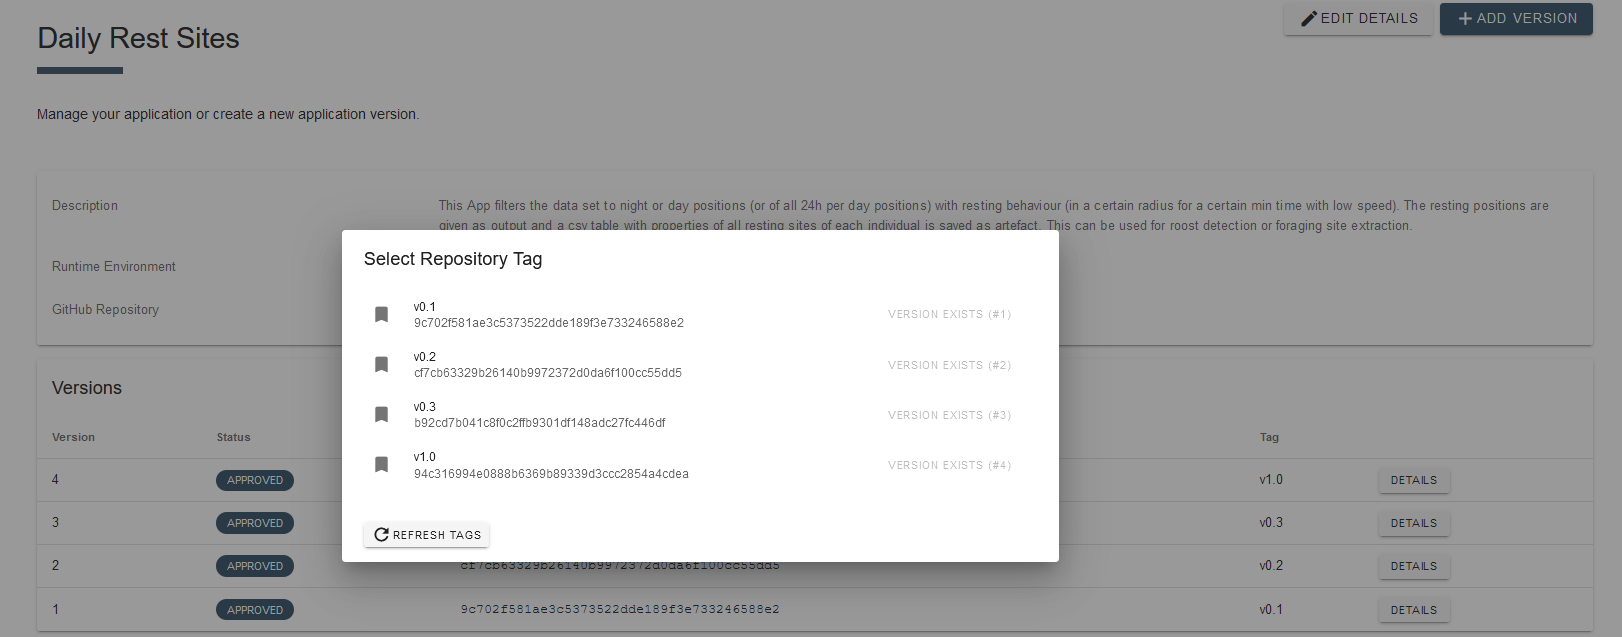 EDIT DETAILS
ADD VERSION
Daily Rest Sites
Manage your application or create a new application version.
Description
This App filters the data set to night or day positions (or of all 24h per day positions) with resting behaviour (in a certain radius for a certain min time with low speed). The resting positions are
given as output and a csv table with properties of all resting sites of each individual is saved as artefact. This can be used for roost detection or foraging site extraction.
Runtime Environment
GitHub Repository
Select Repository Tag
v0.1
9c702f581ae3c5373522dde189f3e733246588e2
VERSION EXISTS (#1)
v0.2
cf7cb63329b26140b9972372d0da6f100cc55dd5
VERSION EXISTS (#2)
v0.3
b92cd7b041c8f0c2ffb9301df148adc27fc446df
VERSION EXISTS (#3)
v1.0
94c316994e0888b6369b89339d3ccc2854a4cdea
VERSION EXISTS (#4)
REFRESH TAGS
Versions
Version Status Tag
4 APPROVED v1.0 DETAILS
3 APPROVED v0.3 DETAILS
2 APPROVED cf7cb63329b26140b9972372d0da6f100cc55dd5 v0.2 DETAILS
1 APPROVED 9c702f581ae3c5373522dde189f3e733246588e2 v0.1 DETAILS